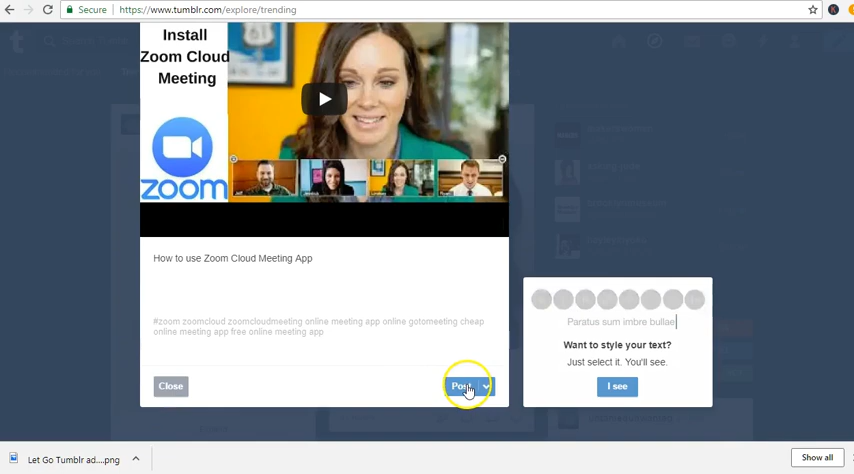 Secure
https://www.tumblr.com/explore/trending
Install
Zoom Cloud
Meeting
zoom
How to use Zoom Cloud Meeting App
#zoom zoomcloud zoomcloudmeeting online meeting app online gotomeeting cheap
online meeting app free online meeting app
Close
Post
Paratus sum imbre bullae
Want to style your text?
Just select it. You'll see.
I see
Let Go Tumblr ad....png
Show all